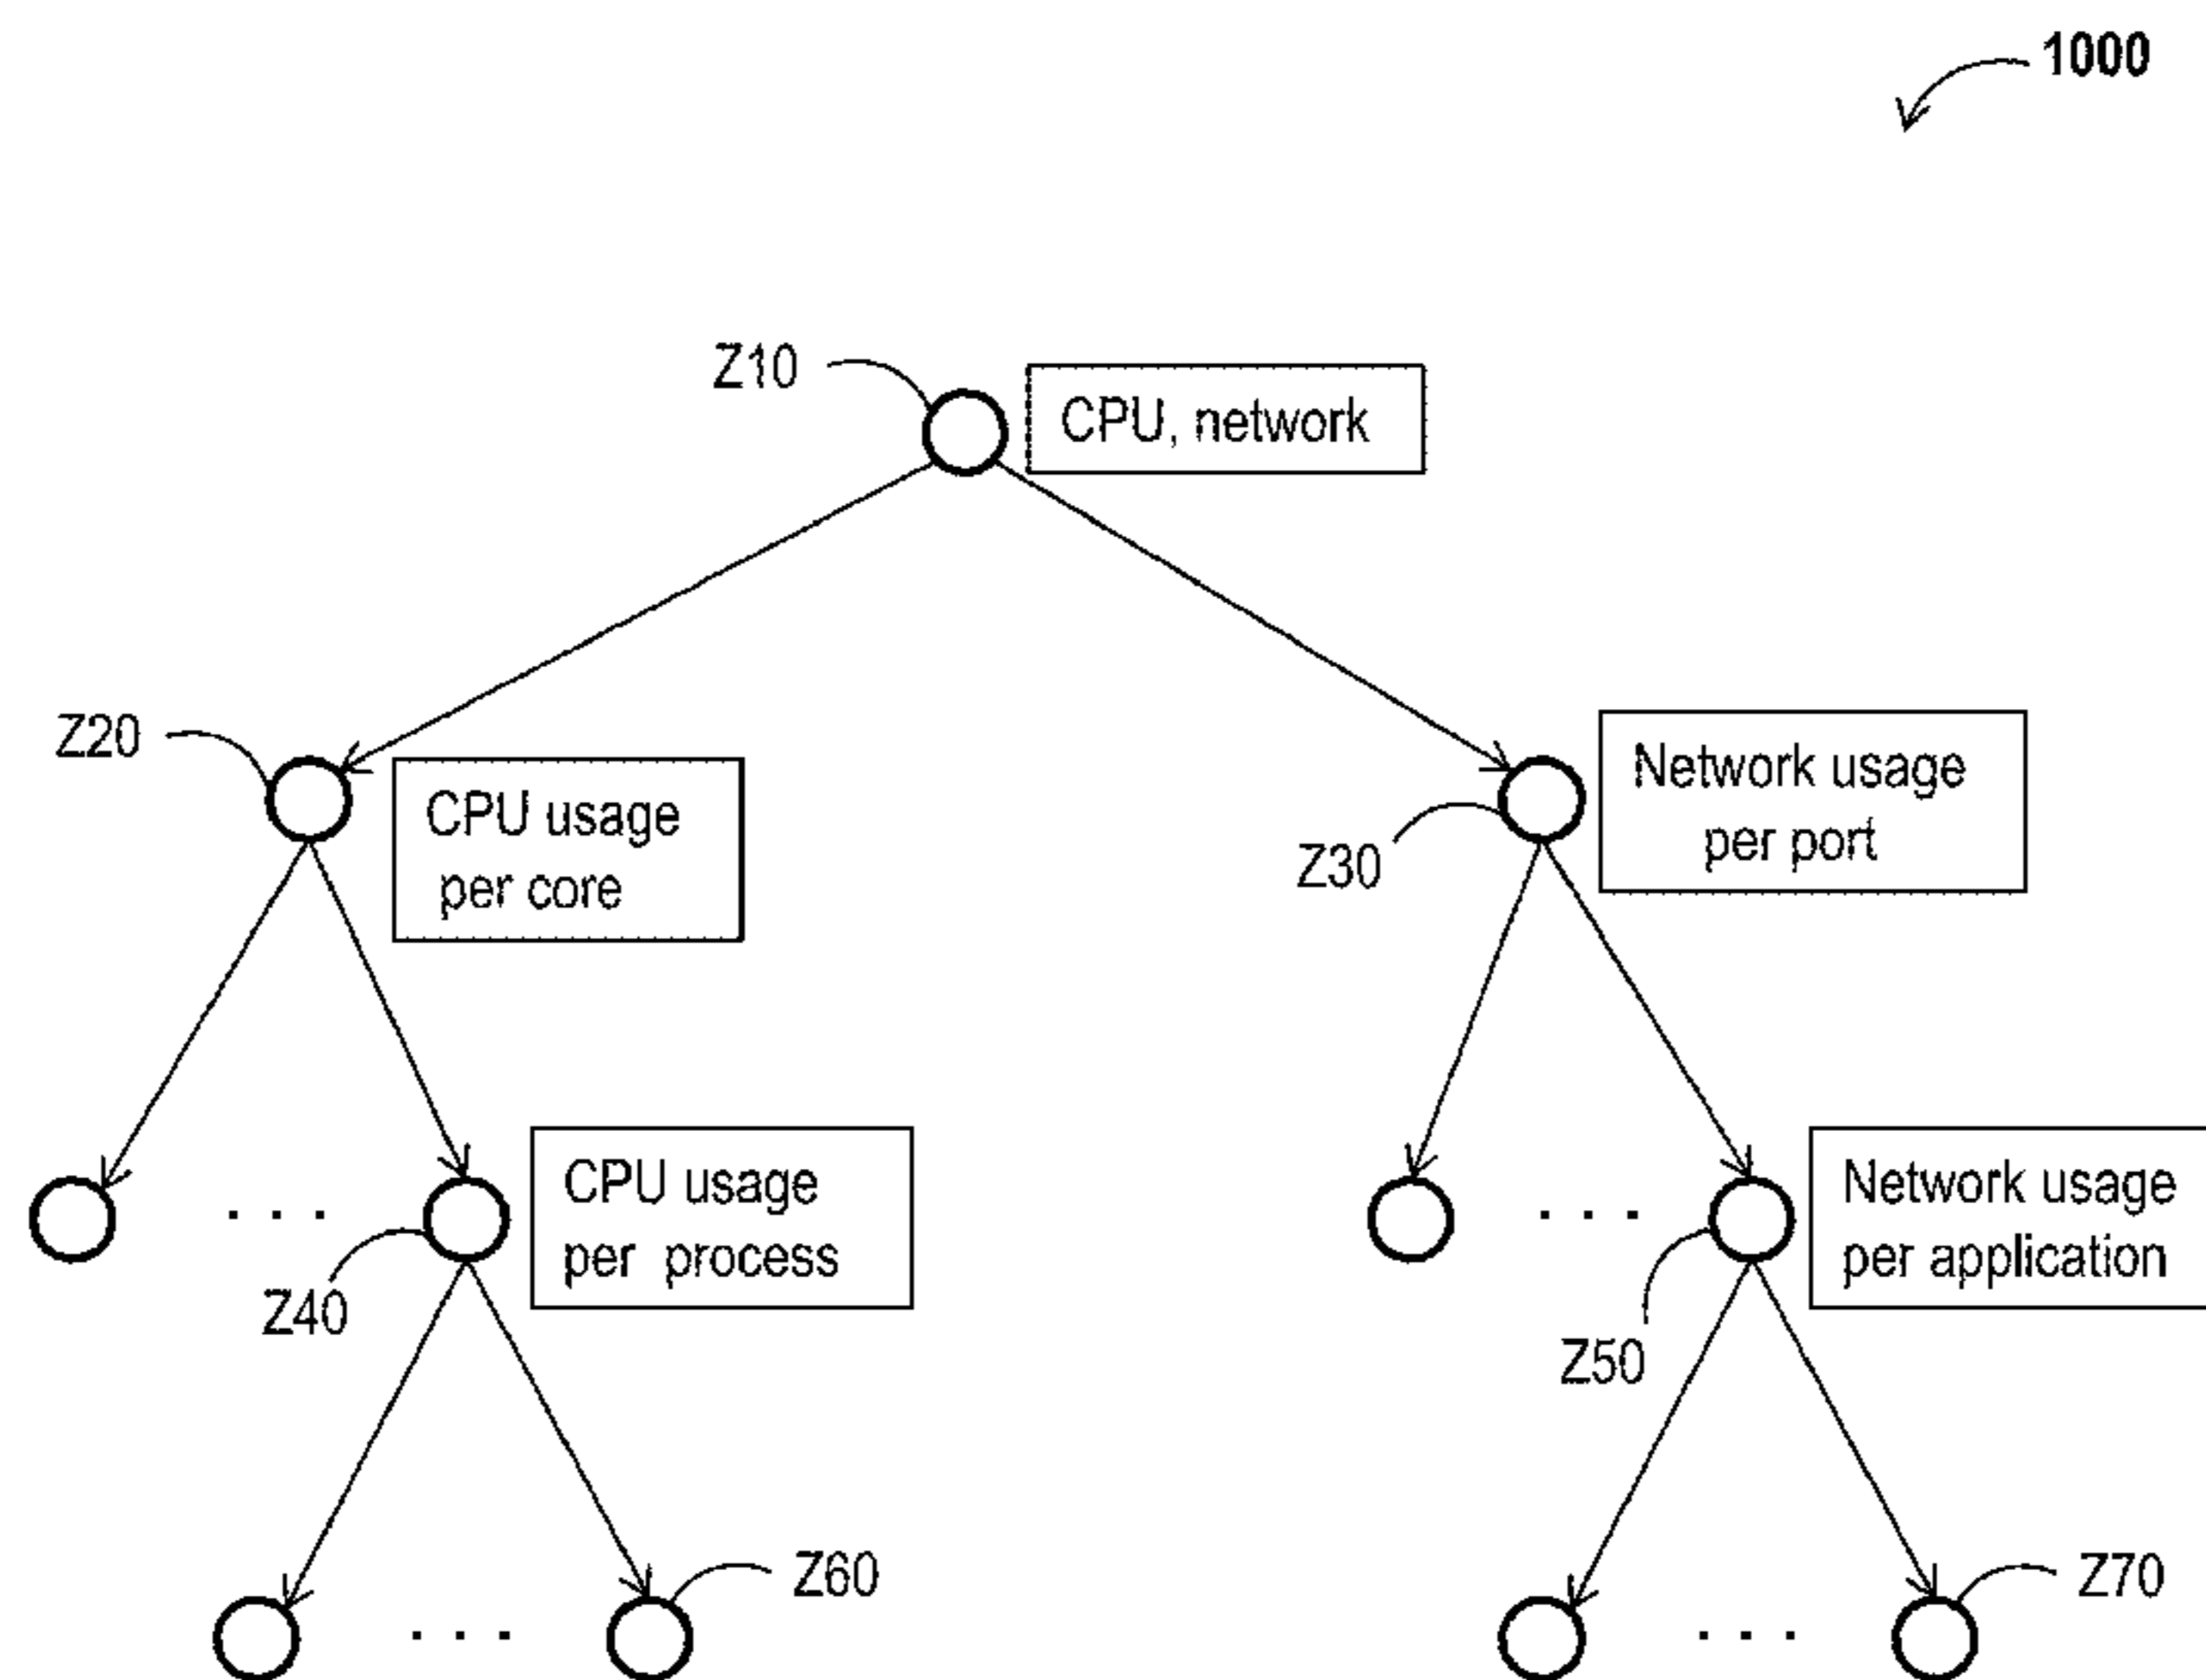 1000
Z10
CPU, network
Z20
CPU usage
per core
Network usage
per port
Z30
CPU usage
per process
Network usage
per application
Z40
Z50
Z60
Z70